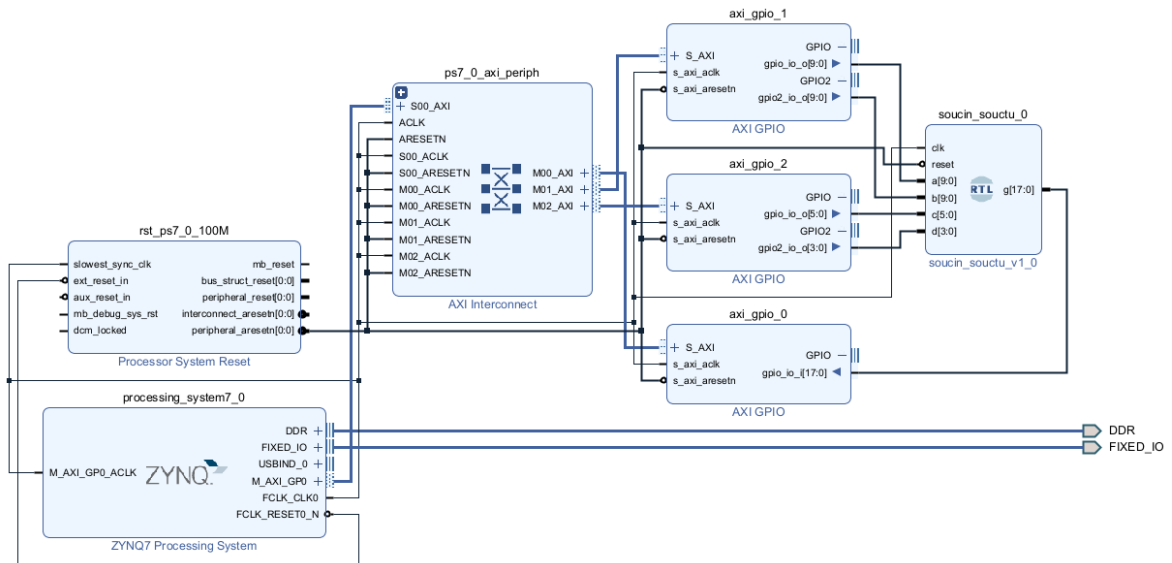 axi_gpio_1
GPIO
S_AXI
gpio_io_o[9:0]
s_axi_aclk
GPIO2
s_axi_aresetn
gpio2_io_o[9:0]
AXI GPIO
ps7_0_axi_periph
S00_AXI
ACLK
ARESETN
S00_ACLK
S00_ARESETN
M00_ACLK
M00_ARESETN
M01_ACLK
M01_ARESETN
M02_ACLK
M02_ARESETN
M00_AXI
M01_AXI
M02_AXI
AXI Interconnect
axi_gpio_2
GPIO
S_AXI
gpio_io_o[5:0]
s_axi_aclk
GPIO2
s_axi_aresetn
gpio2_io_o[3:0]
AXI GPIO
soucin_souctu_0
clk
reset
a[9:0]
b[9:0]
c[5:0]
d[3:0]
RTL
g[17:0]
soucin_souctu_v1_0
rst_ps7_0_100M
slowest_sync_clk
ext_reset_in
aux_reset_in
mb_debug_sys_rst
dcm_locked
mb_reset
bus_struct_reset[0:0]
peripheral_reset[0:0]
interconnect_aresetn[0:0]
peripheral_aresetn[0:0]
Processor System Reset
axi_gpio_0
S_AXI
GPIO
s_axi_aclk
gpio_io_i[17:0]
s_axi_aresetn
AXI GPIO
processing_system7_0
M_AXI_GP0_ACLK
ZYNQ
DDR
FIXED_IO
USBIND_0
M_AXI_GP0
FCLK_CLK0
FCLK_RESET0_N
ZYNQ7 Processing System
DDR
FIXED_IO